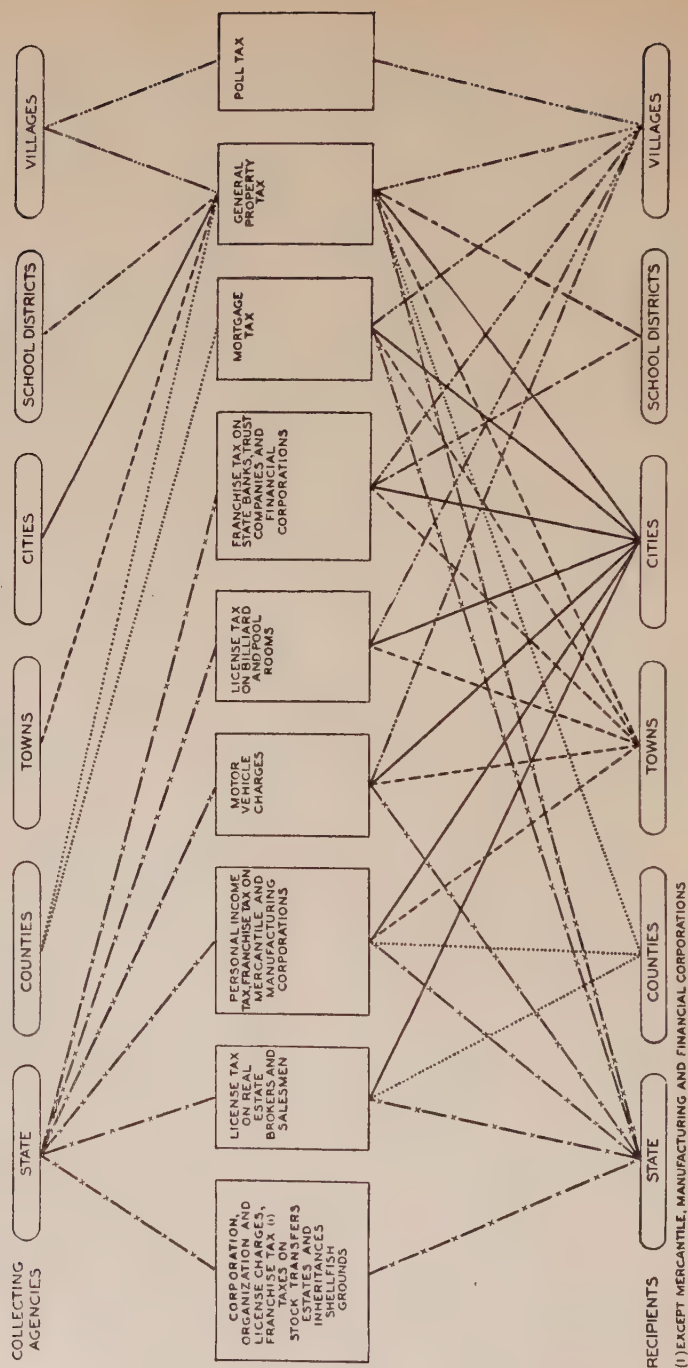 COLLECTING
AGENCIES
STATE
COUNTIES
TOWNS
CITIES
SCHOOL DISTRICTS
VILLAGES
CORPORATION,
ORGANIZATION AND
LICENSE CHARGES,
FRANCHISE TAX (1)
TAXES ON
STOCK TRANSFERS
ESTATES AND
INHERITANCES
SHELLFISH
GROUNDS
LICENSE TAX
ON REAL
ESTATE
BROKERS AND
SALESMEN
PERSONAL INCOME
TAX, FRANCHISE TAX ON
MERCANTILE AND
MANUFACTURING
CORPORATIONS
MOTOR
VEHICLE
CHARGES
LICENSE TAX
ON BILLIARD
AND POOL
ROOMS
FRANCHISE TAX ON
STATE BANKS, TRUST
COMPANIES AND
FINANCIAL
CORPORATIONS
MORTGAGE
TAX
GENERAL
PROPERTY
TAX
POLL TAX
RECIPIENTS
STATE
COUNTIES
TOWNS
CITIES
SCHOOL DISTRICTS
VILLAGES
(1) EXCEPT MERCANTILE, MANUFACTURING AND FINANCIAL CORPORATIONS